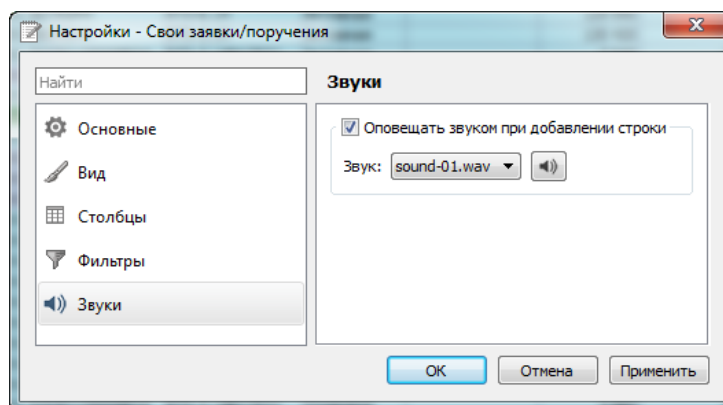 Настройки - Свои заявки/поручения
Найти
Основные
Вид
Столбцы
Фильтры
Звуки
Звуки
Оповещать звуком при добавлении строки
Звук: sound-01.wav
ОК Отмена Применить